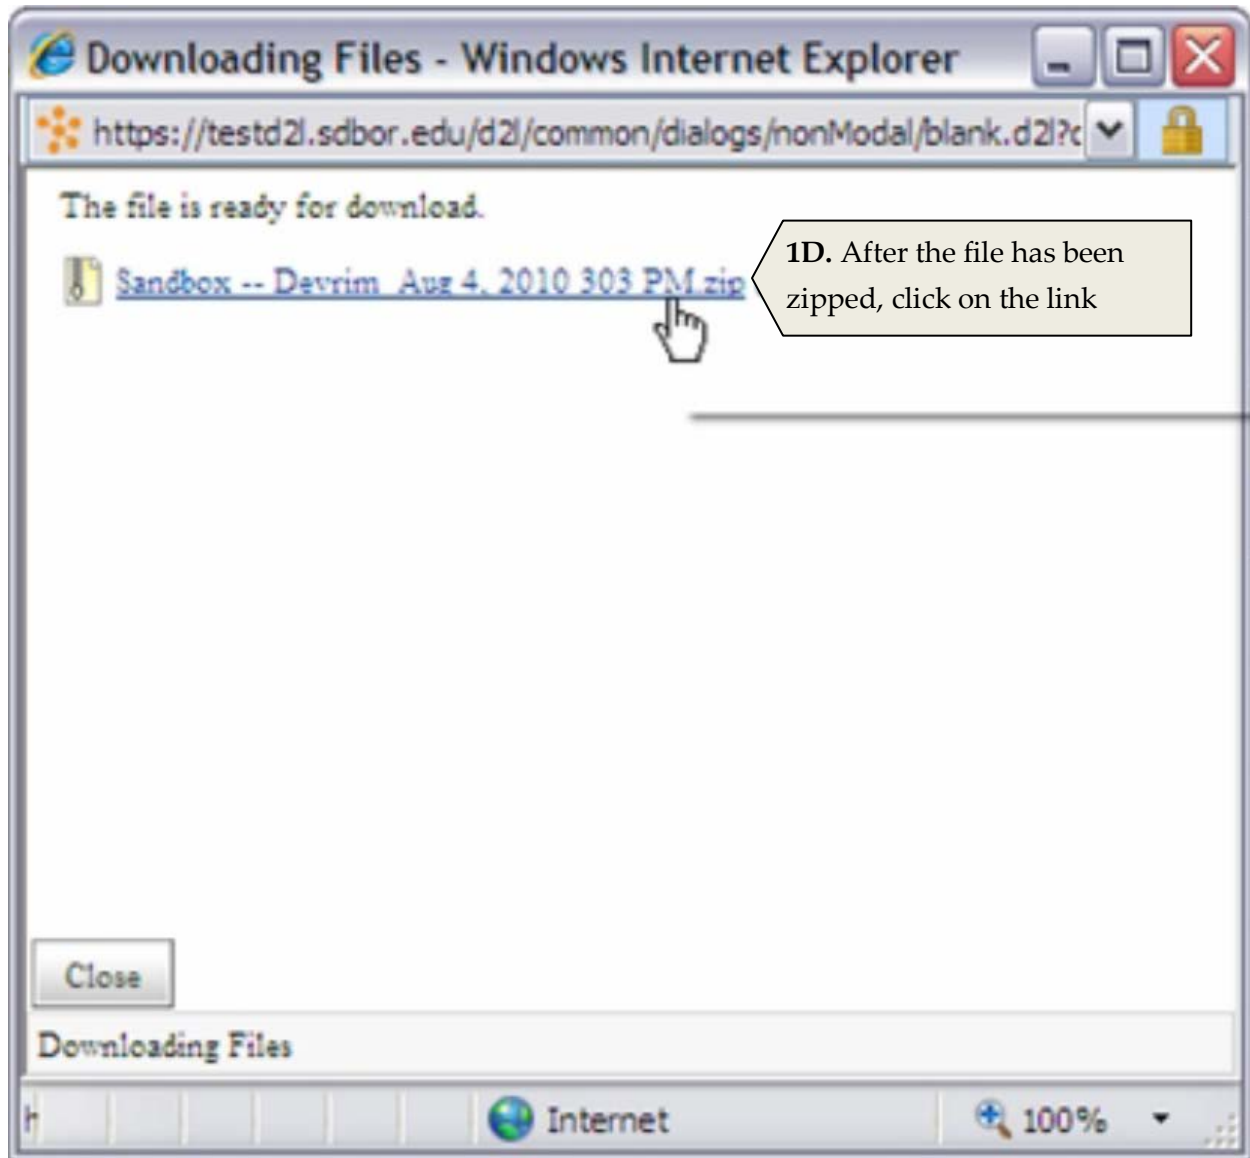 Downloading Files - Windows Internet Explorer
https://testd2l.sdbor.edu/d2l/common/dialogs/nonModal/blank.d2l?c
The file is ready for download.
Sandbox -- Devrim_Aug 4, 2010 303 PM.zip
1D. After the file has been
zipped, click on the link
Close
Downloading Files
h
Internet
100%